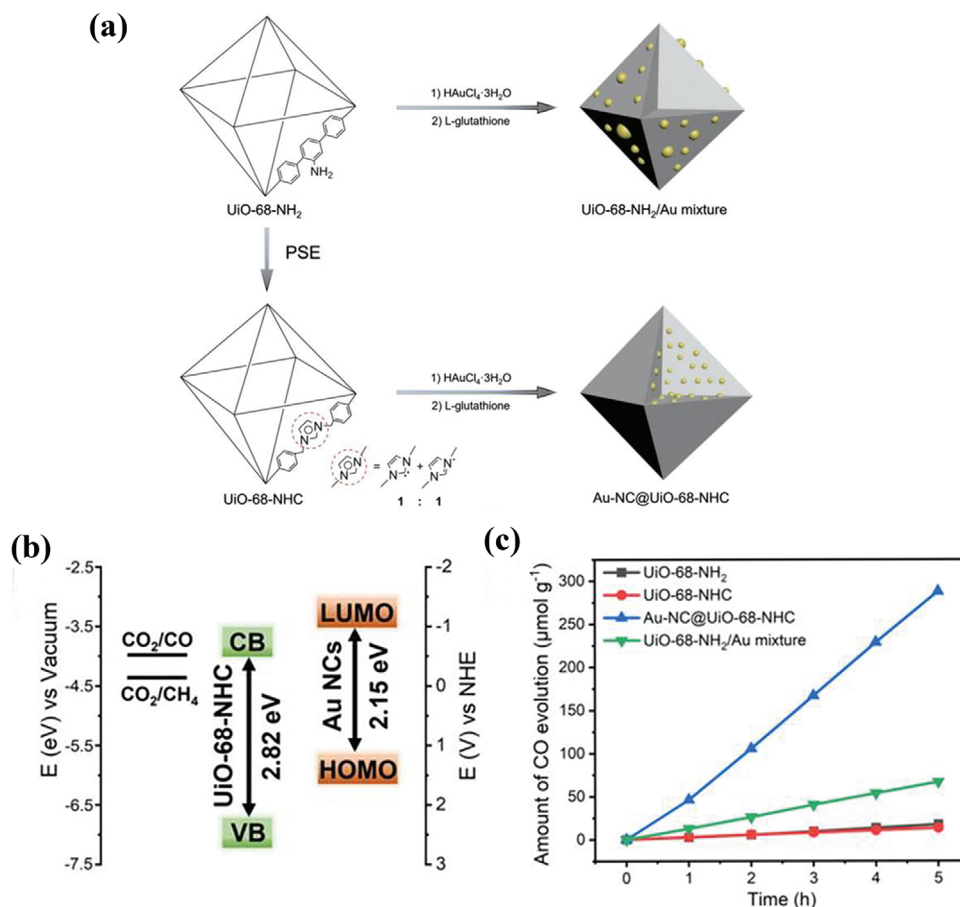 (a)
1) HAuCl₄·3H₂O
2) L-glutathione
NH₂
UiO-68-NH₂
UiO-68-NH₂/Au mixture
PSE
1) HAuCl₄·3H₂O
2) L-glutathione
N
N
N
N
=
N
N
+
N
N
1 : 1
UiO-68-NHC
Au-NC@UiO-68-NHC
(b)
E (eV) vs Vacuum
-2.5
-3.5
-4.5
-5.5
-6.5
-7.5
CO₂/CO
CO₂/CH₄
CB
UiO-68-NHC
2.82 eV
VB
LUMO
Au NCs
2.15 eV
HOMO
-2
-1
0
1
2
3
E (V) vs NHE
(c)
Amount of CO evolution (μmol g⁻¹)
300
250
200
150
100
50
0
UiO-68-NH₂
UiO-68-NHC
Au-NC@UiO-68-NHC
UiO-68-NH₂/Au mixture
0 1 2 3 4 5
Time (h)